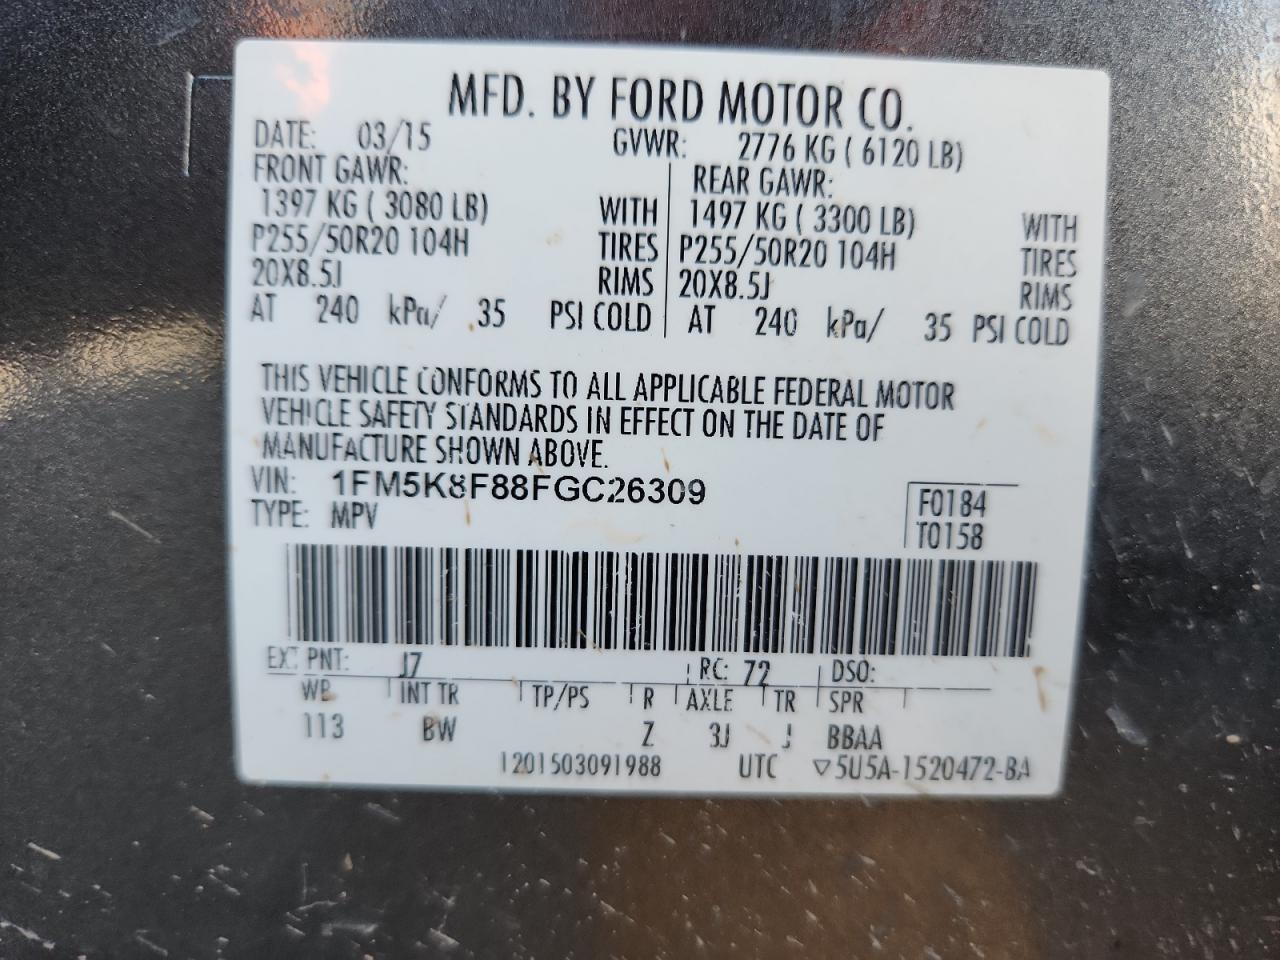 MFD. BY FORD MOTOR CO.
DATE: 03/15 GVWR: 2776 KG ( 6120 LB)
FRONT GAWR: REAR GAWR:
1397 KG ( 3080 LB) WITH 1497 KG ( 3300 LB) WITH
P255/50R20 104H TIRES P255/50R20 104H TIRES
20X8.5J RIMS 20X8.5J RIMS
AT 240 kPa/ 35 PSI COLD AT 240 kPa/ 35 PSI COLD
THIS VEHICLE CONFORMS TO ALL APPLICABLE FEDERAL MOTOR
VEHICLE SAFETY STANDARDS IN EFFECT ON THE DATE OF
MANUFACTURE SHOWN ABOVE.
VIN: 1FM5K8F88FGC26309 F0184
TYPE: MPV T0158
EXT PNT: J7 RC: 72 DSO:
WB INT TR TP/PS R AXLE TR SPR
113 BW Z 3J J BBAA
1201503091988 UTC ▽5U5A-1520472-BA